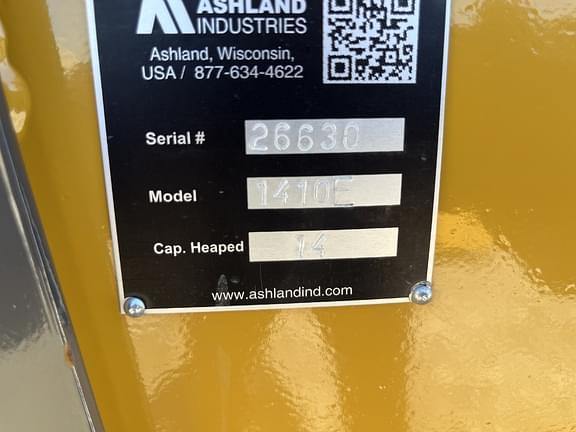 ASHLAND
INDUSTRIES
Ashland, Wisconsin,
USA / 877-634-4622
Serial # 26630
Model 1410E
Cap. Heaped 14
www.ashlandind.com